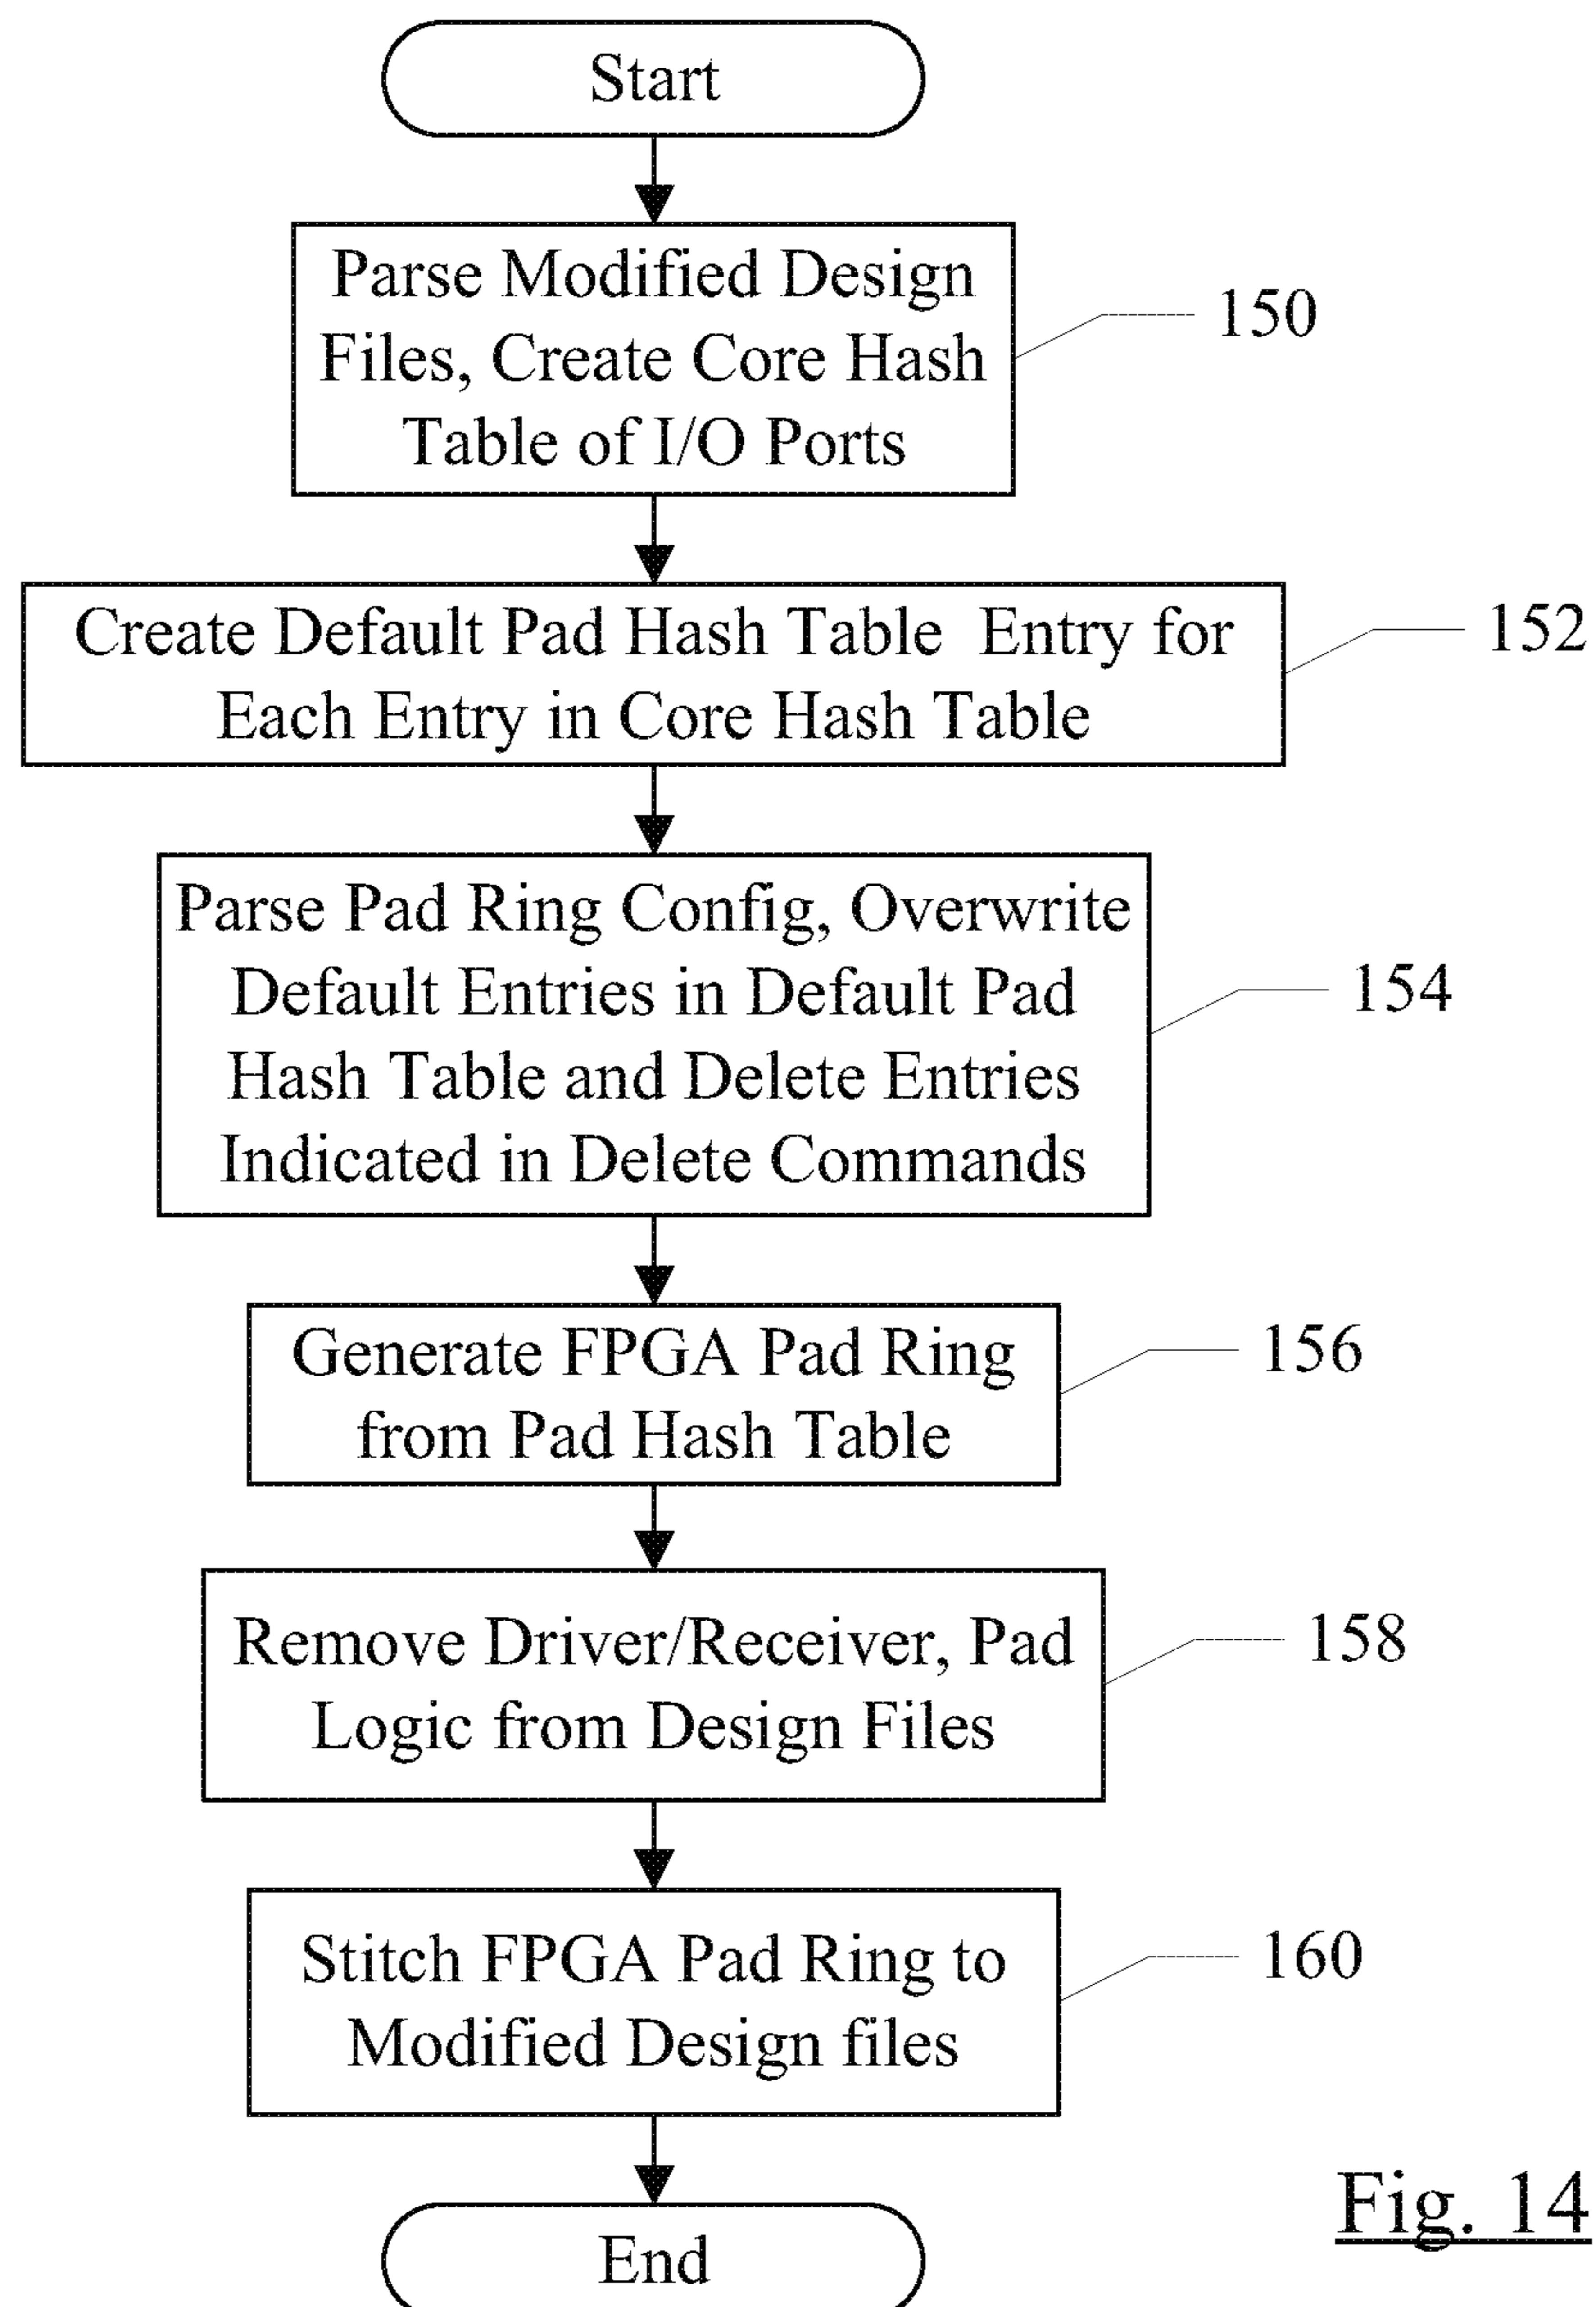 Start
Parse Modified Design
Files, Create Core Hash
Table of I/O Ports
150
Create Default Pad Hash Table  Entry for
Each Entry in Core Hash Table
152
Parse Pad Ring Config, Overwrite
Default Entries in Default Pad
Hash Table and Delete Entries
Indicated in Delete Commands
154
Generate FPGA Pad Ring
from Pad Hash Table
156
Remove Driver/Receiver, Pad
Logic from Design Files
158
Stitch FPGA Pad Ring to
Modified Design files
160
End
Fig. 14